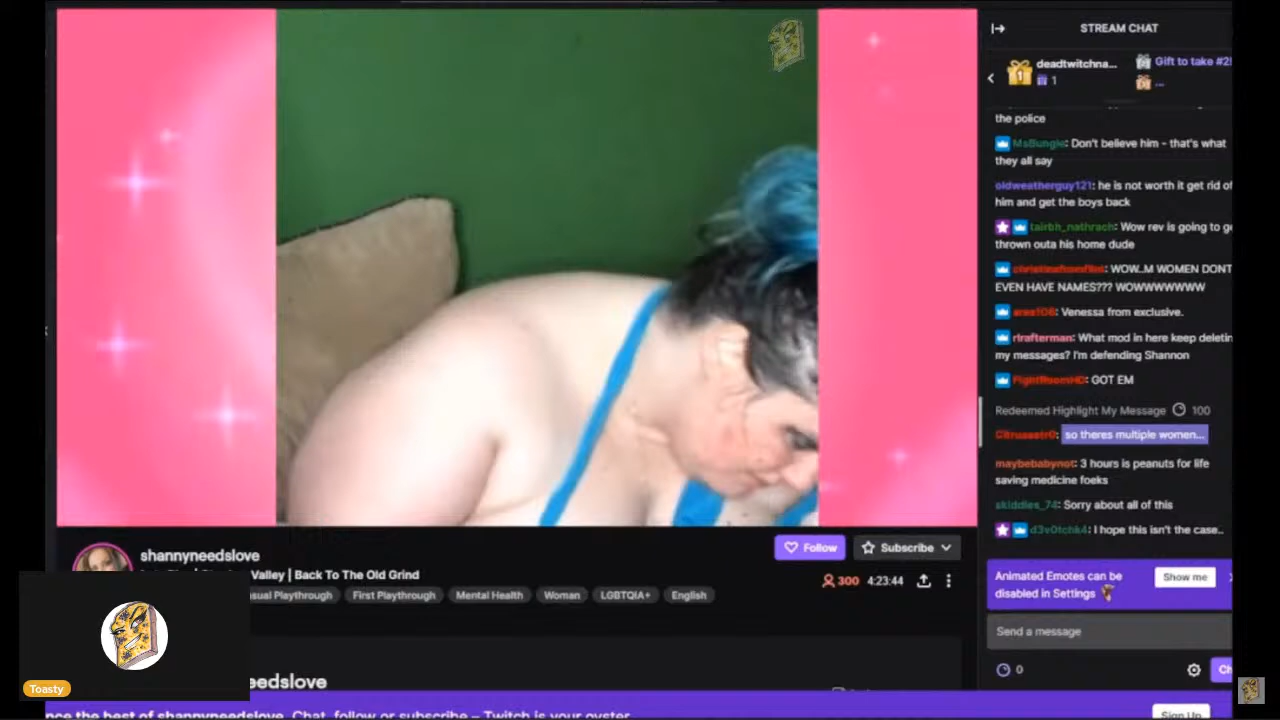 STREAM CHAT
deadtwitchna...
1
Gift to take #2!
...
the police
MsBungle: Don't believe him - that's what
they all say
oldweatherguy121: he is not worth it get rid of
him and get the boys back
tairbh_nathrach: Wow rev is going to ge
thrown outa his home dude
WOW..M WOMEN DONT
EVEN HAVE NAMES??? WOWWWWWWW
area108: Venessa from exclusive.
rlrafterman: What mod in here keep deletin
my messages? I'm defending Shannon
FightRoomHD: GOT EM
Redeemed Highlight My Message 100
so theres multiple women...
maybebabynot: 3 hours is peanuts for life
saving medicine foeks
skiddles_74: Sorry about all of this
d3v0tchk4: I hope this isn't the case..
Animated Emotes can be
disabled in Settings
Show me
Send a message
0
Ch
shannyneedslove
Follow
Subscribe
Valley | Back To The Old Grind
300 4:23:44
sual Playthrough
First Playthrough
Mental Health
Woman
LGBTQIA+
English
Toasty
eedslove
nce the best of shannyneedslove. Chat, follow or subscribe – Twitch is your oyster.
Sign Up